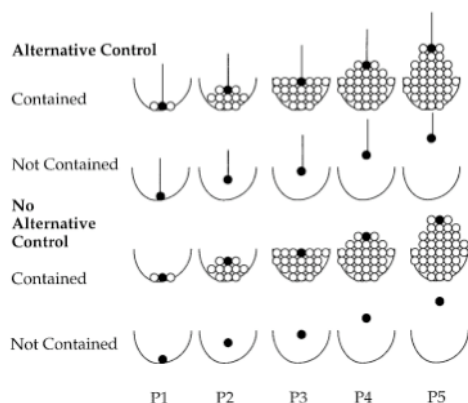 Alternative Control
Contained
Not Contained
No
Alternative
Control
Contained
Not Contained
P1 P2 P3 P4 P5